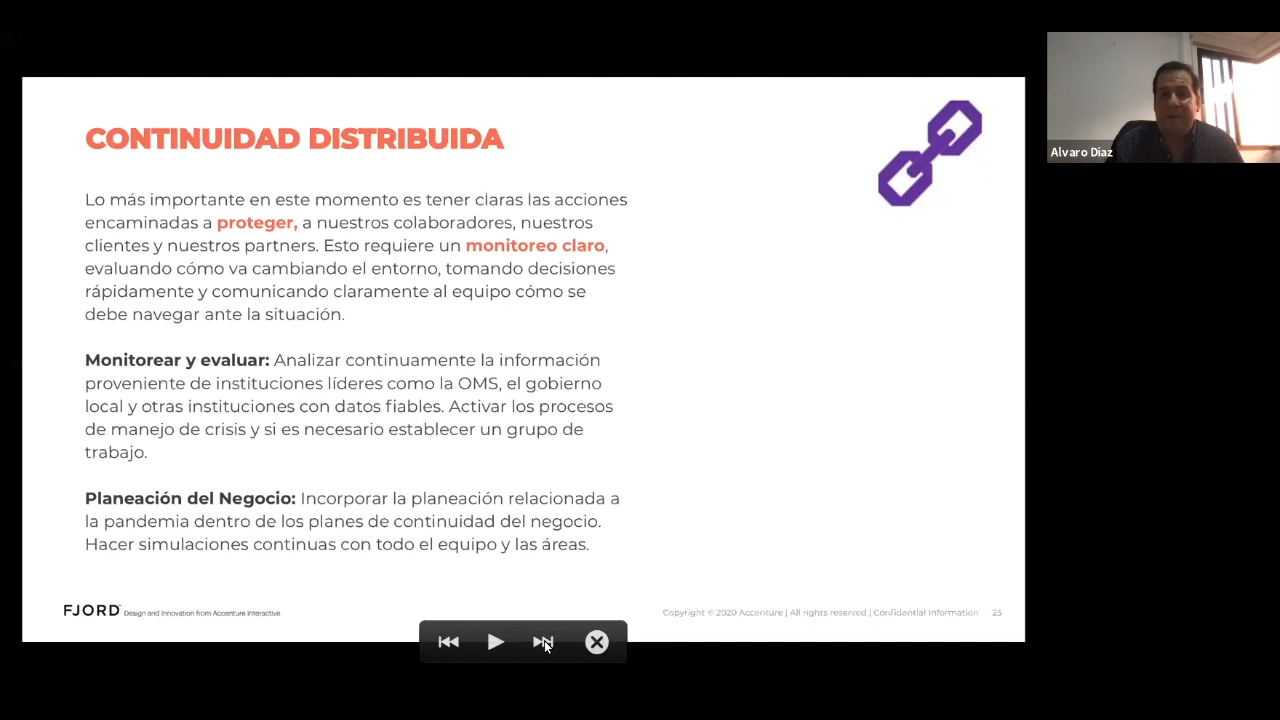 CONTINUIDAD DISTRIBUIDA
Lo más importante en este momento es tener claras las acciones
encaminadas a proteger, a nuestros colaboradores, nuestros
clientes y nuestros partners. Esto requiere un monitoreo claro,
evaluando cómo va cambiando el entorno, tomando decisiones
rápidamente y comunicando claramente al equipo cómo se
debe navegar ante la situación.
Monitorear y evaluar: Analizar continuamente la información
proveniente de instituciones líderes como la OMS, el gobierno
local y otras instituciones con datos fiables. Activar los procesos
de manejo de crisis y si es necesario establecer un grupo de
trabajo.
Planeación del Negocio: Incorporar la planeación relacionada a
la pandemia dentro de los planes de continuidad del negocio.
Hacer simulaciones continuas con todo el equipo y las áreas.
FJORD Design and Innovation from Accenture Interactive
Copyright © 2020 Accenture | All rights reserved | Confidential Information 25
Alvaro Diaz